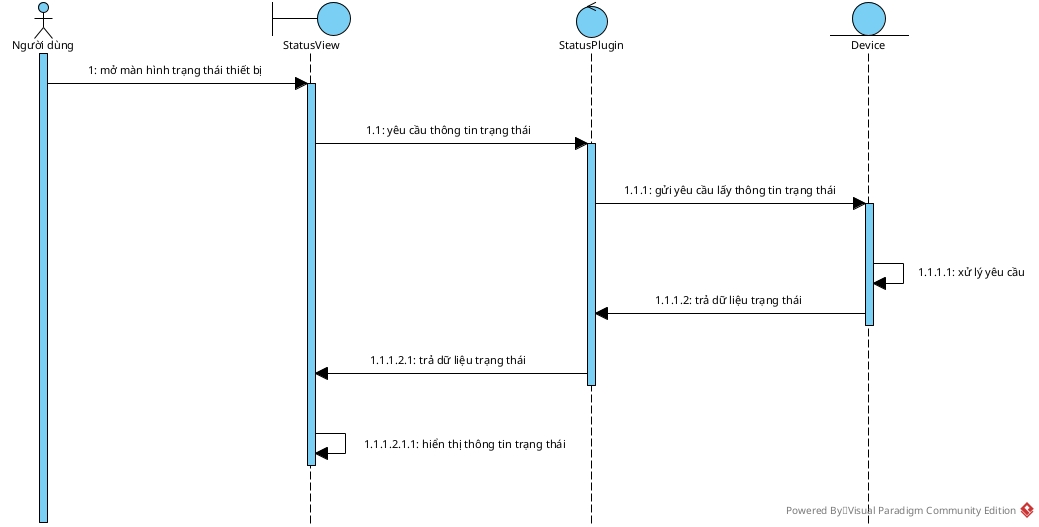 Người dùng
StatusView
StatusPlugin
Device
1: mở màn hình trạng thái thiết bị
1.1: yêu cầu thông tin trạng thái
1.1.1: gửi yêu cầu lấy thông tin trạng thái
1.1.1.1: xử lý yêu cầu
1.1.1.2: trả dữ liệu trạng thái
1.1.1.2.1: trả dữ liệu trạng thái
1.1.1.2.1.1: hiển thị thông tin trạng thái
Powered By Visual Paradigm Community Edition